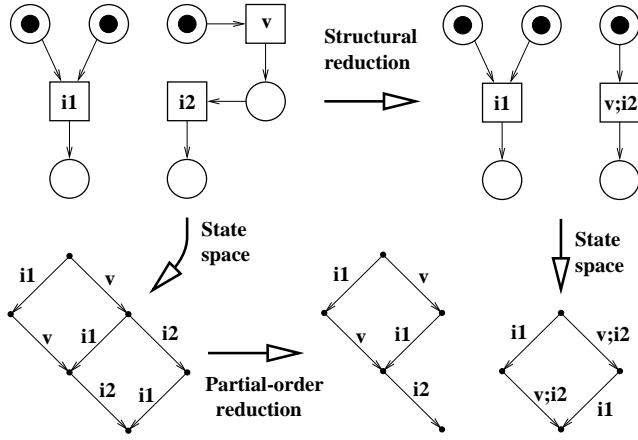 v
Structural
reduction
i1
i2
i1
v;i2
State
space
State
space
i1
v
i1
v
v
i1
i2
i1
v;i2
v
i1
i2
i1
i2
v;i2
i1
Partial-order
reduction